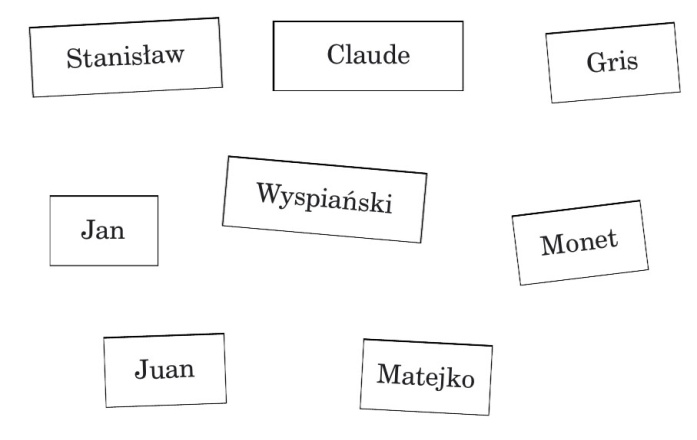 Stanisław
Claude
Gris
Jan
Wyspiański
Monet
Juan
Matejko